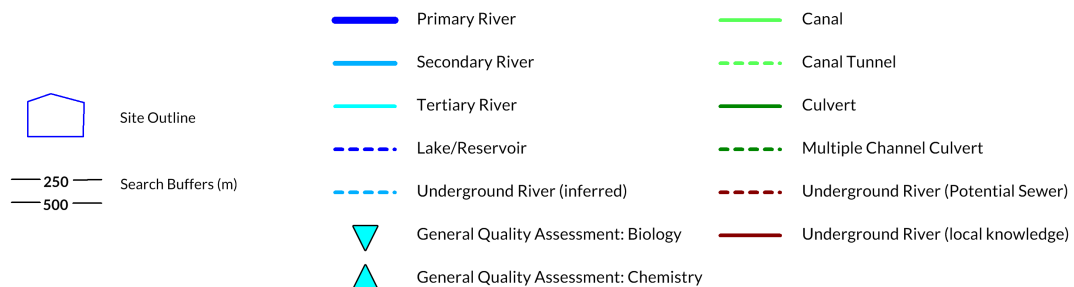 Site Outline
250
500
Search Buffers (m)
Primary River
Secondary River
Tertiary River
Lake/Reservoir
Underground River (inferred)
General Quality Assessment: Biology
General Quality Assessment: Chemistry
Canal
Canal Tunnel
Culvert
Multiple Channel Culvert
Underground River (Potential Sewer)
Underground River (local knowledge)